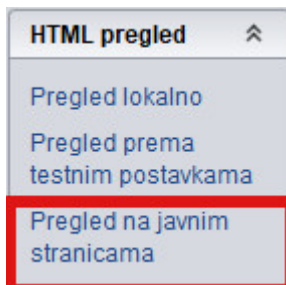 HTML pregled
Pregled lokalno
Pregled prema
testnim postavkama
Pregled na javnim
stranicama